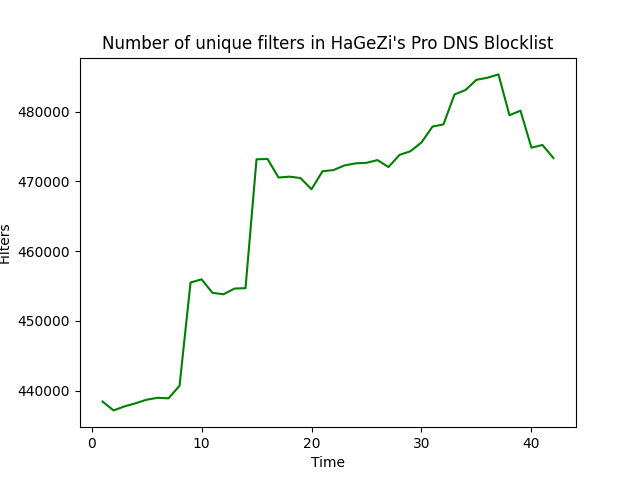 Number of unique filters in HaGeZi's Pro DNS Blocklist
480000
470000
460000
450000
440000
Filters
0 10 20 30 40
Time